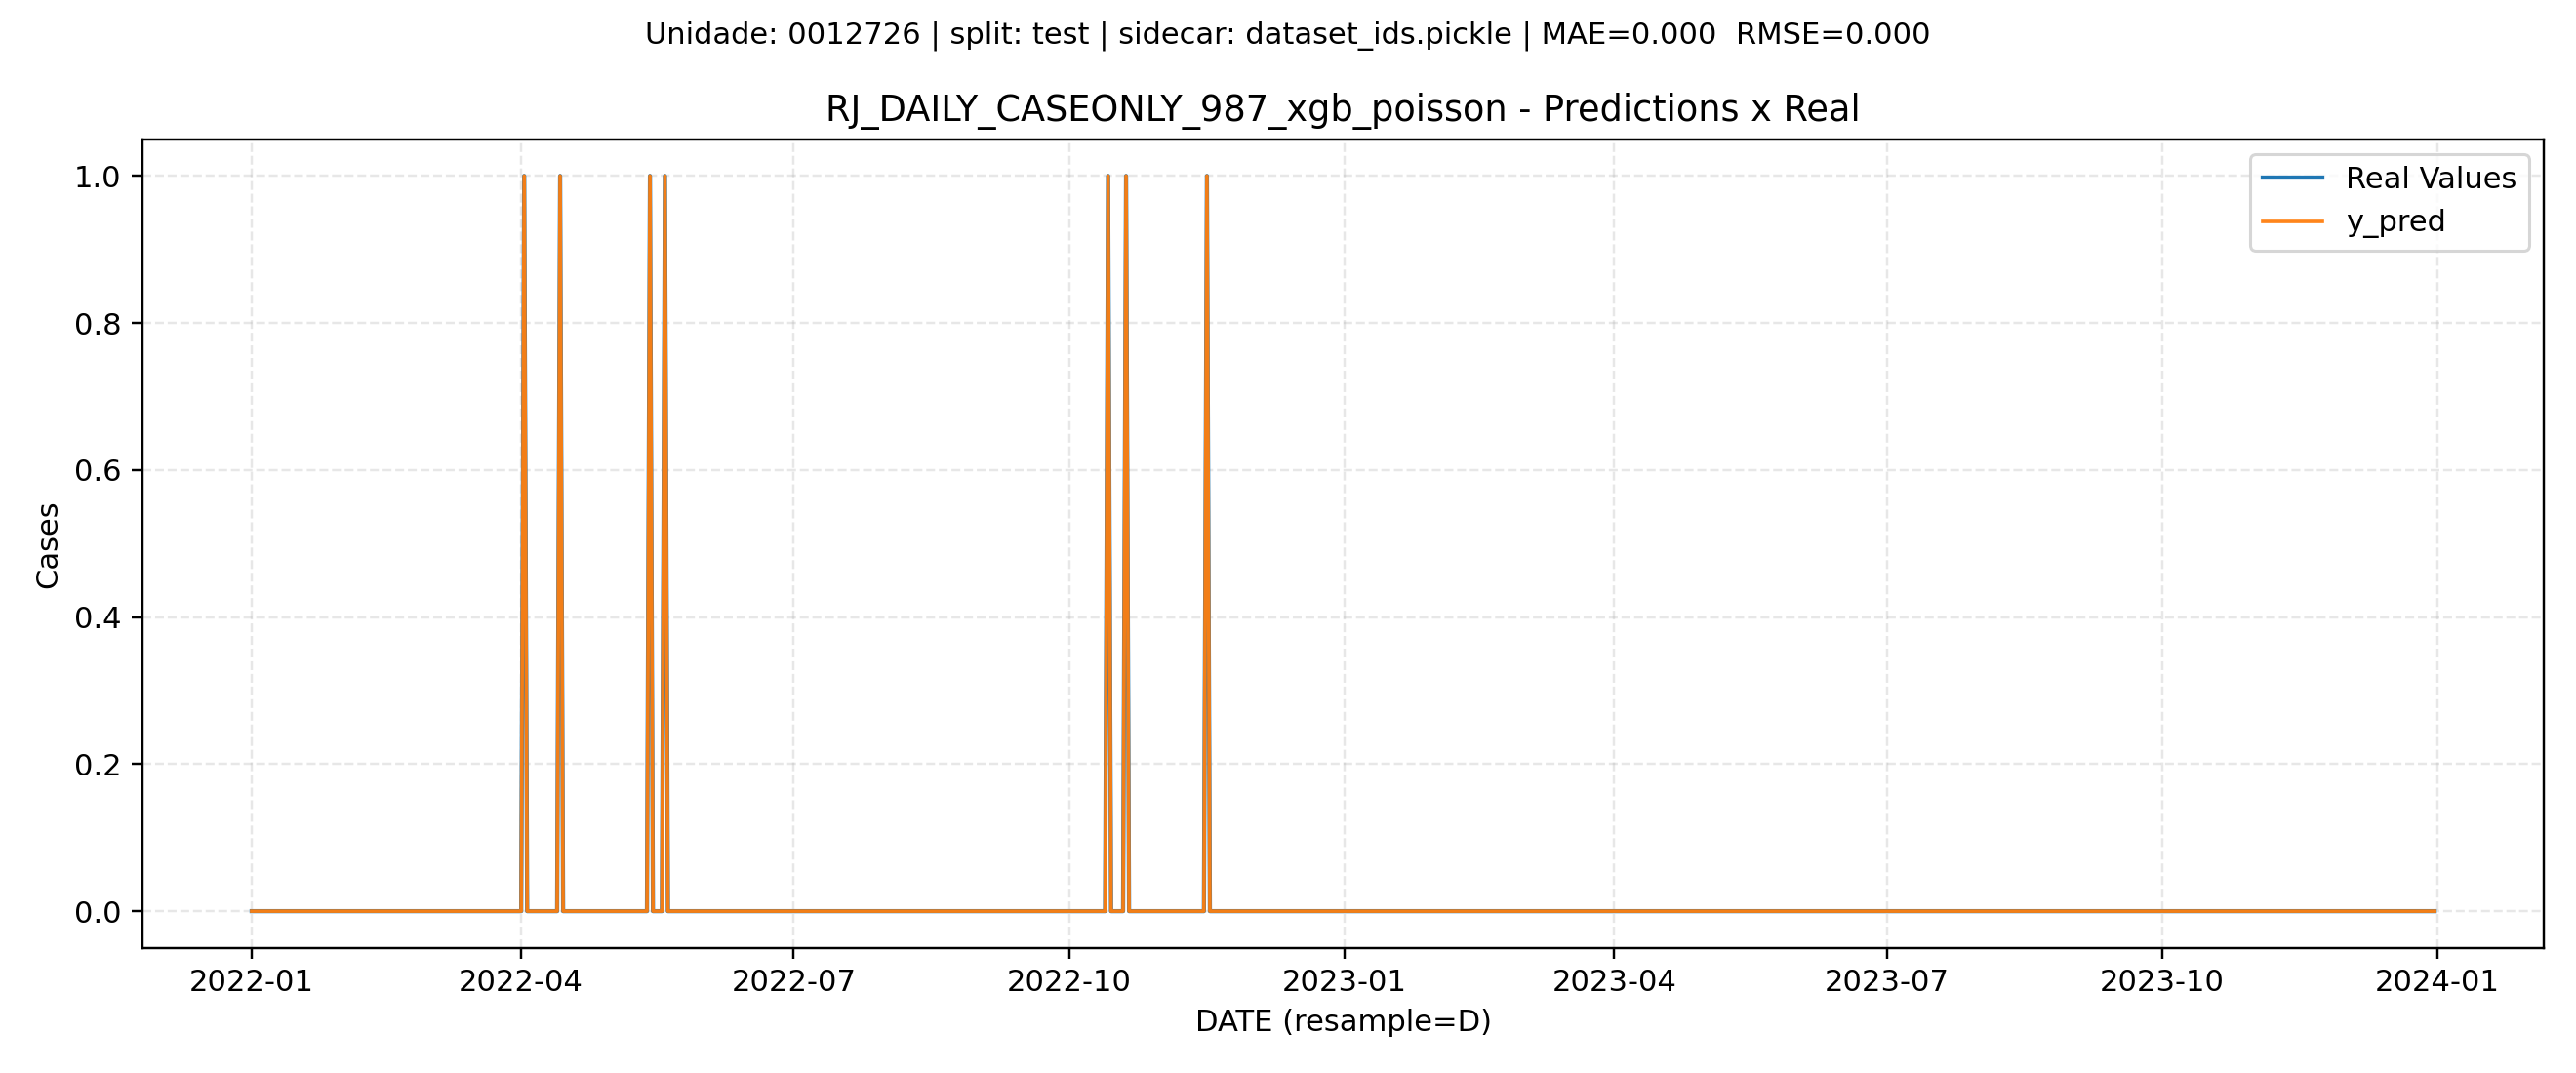 Unidade: 0012726 | split: test | sidecar: dataset_ids.pickle | MAE=0.000  RMSE=0.000
RJ_DAILY_CASEONLY_987_xgb_poisson - Predictions x Real
Real Values
y_pred
1.0
0.8
0.6
0.4
0.2
0.0
Cases
2022-01 2022-04 2022-07 2022-10 2023-01 2023-04 2023-07 2023-10 2024-01
DATE (resample=D)